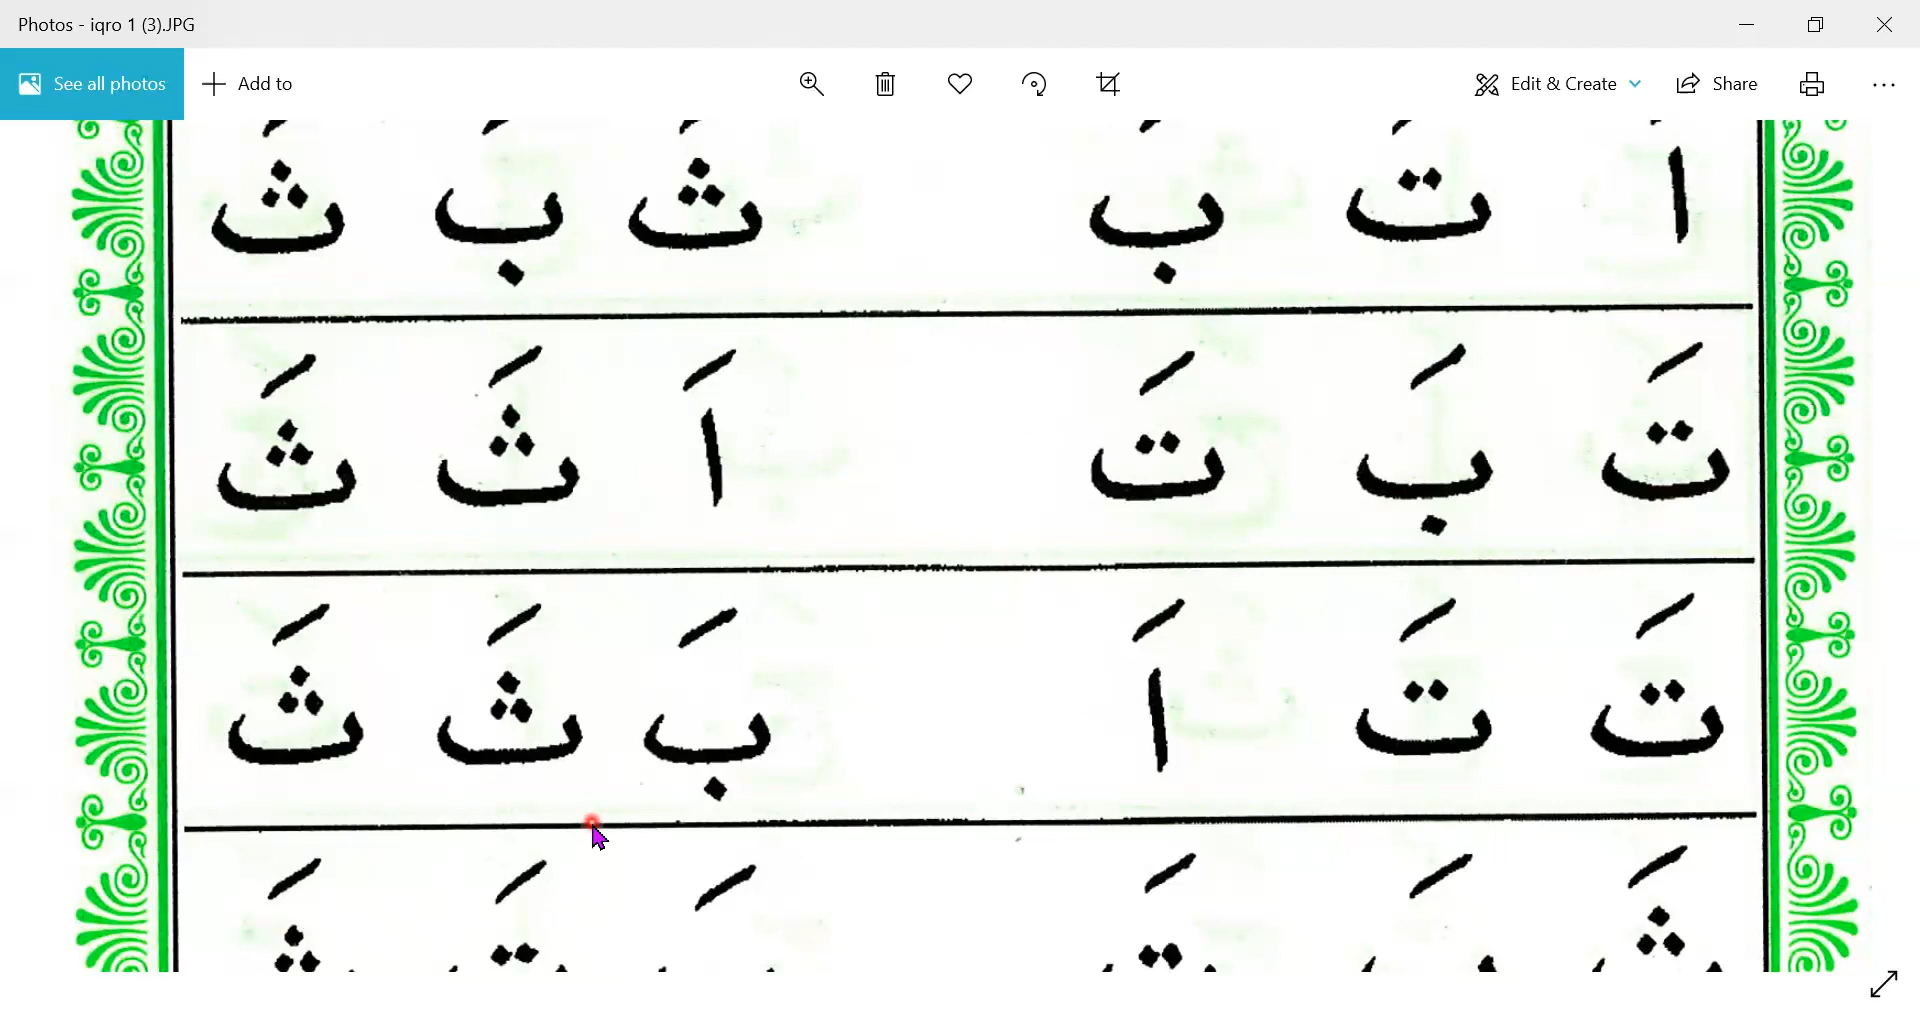 Photos - iqro 1 (3).JPG
See all photos
Add to
Edit & Create
Share
اَ تَ بَ ثَ بَ ثَ
تَ بَ تَ اَ ثَ ثَ
تَ تَ اَ بَ ثَ ثَ